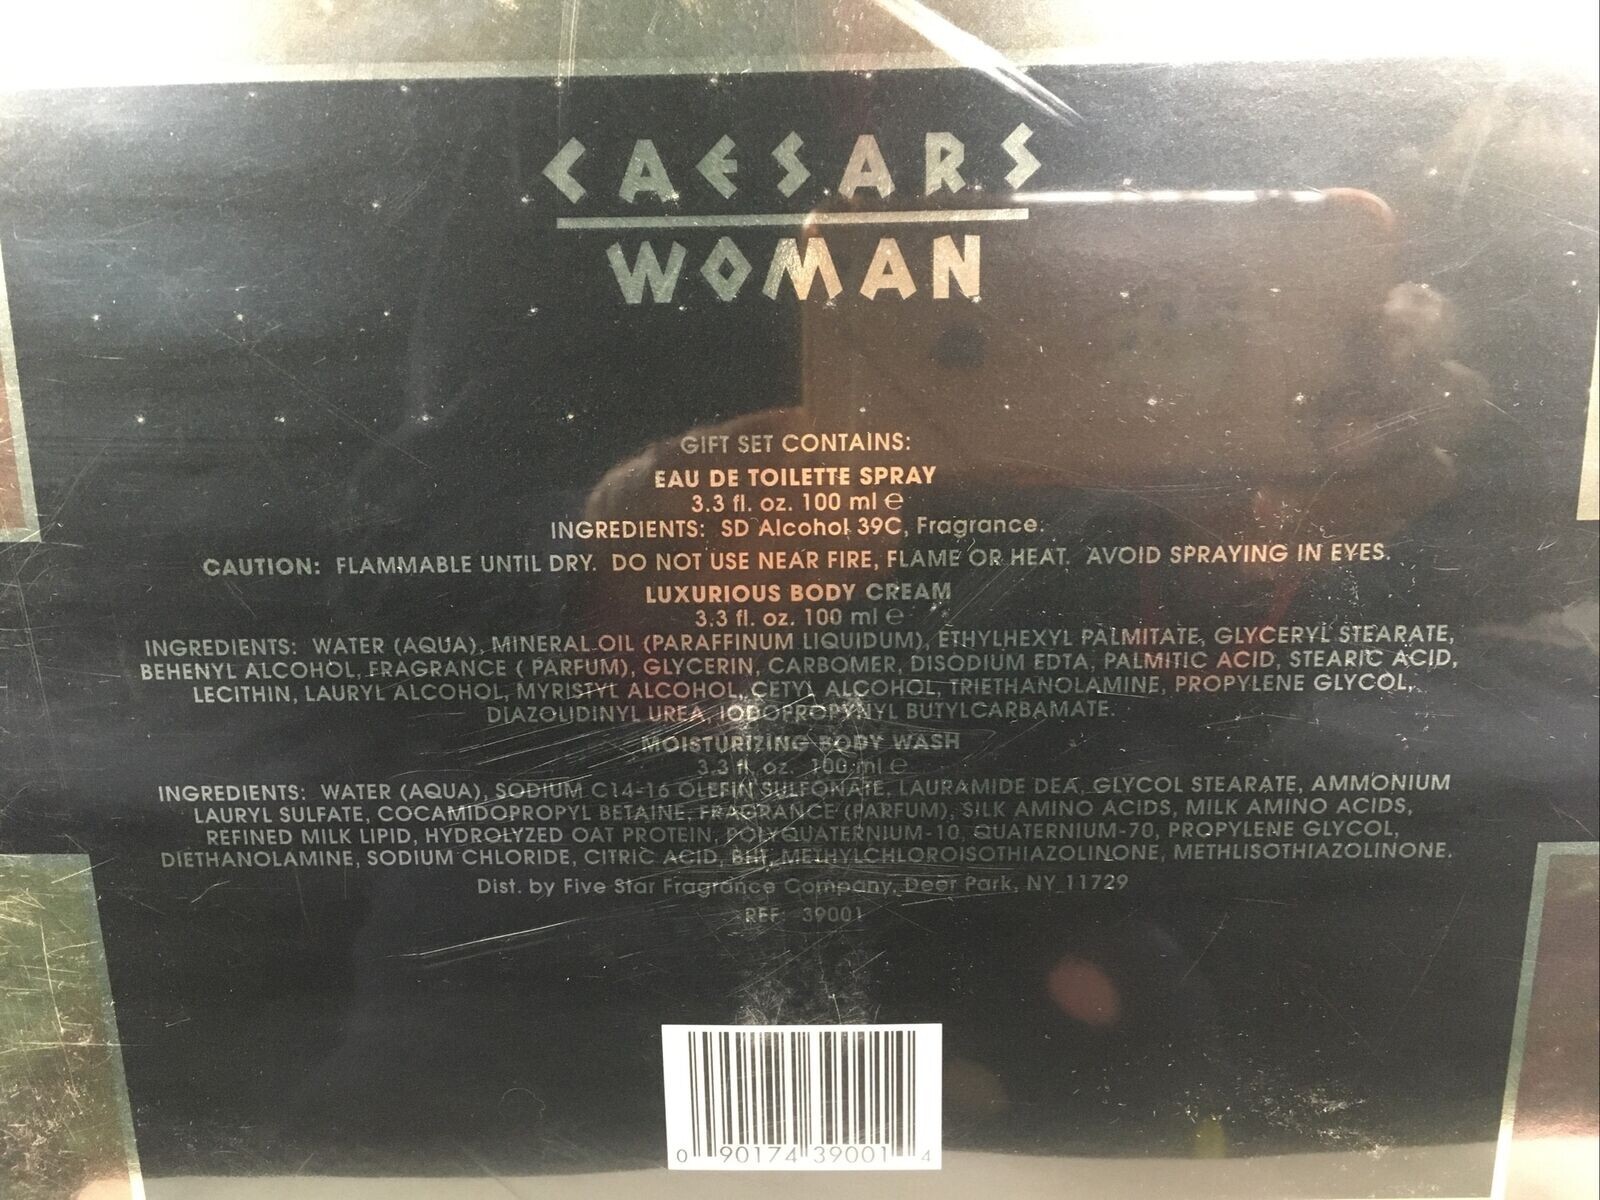 CAESARS
WOMAN
GIFT SET CONTAINS:
EAU DE TOILETTE SPRAY
3.3 fl. oz. 100 ml ℮
INGREDIENTS: SD Alcohol 39C, Fragrance.
CAUTION: FLAMMABLE UNTIL DRY. DO NOT USE NEAR FIRE, FLAME OR HEAT. AVOID SPRAYING IN EYES.
LUXURIOUS BODY CREAM
3.3 fl. oz. 100 ml ℮
INGREDIENTS: WATER (AQUA), MINERAL OIL (PARAFFINUM LIQUIDUM), ETHYLHEXYL PALMITATE, GLYCERYL STEARATE,
BEHENYL ALCOHOL, FRAGRANCE ( PARFUM), GLYCERIN, CARBOMER, DISODIUM EDTA, PALMITIC ACID, STEARIC ACID,
LECITHIN, LAURYL ALCOHOL, MYRISTYL ALCOHOL, CETYL ALCOHOL, TRIETHANOLAMINE, PROPYLENE GLYCOL,
DIAZOLIDINYL UREA, IODOPROPYNYL BUTYLCARBAMATE.
MOISTURIZING BODY WASH
3.3 fl. oz. 100 ml ℮
INGREDIENTS: WATER (AQUA), SODIUM C14-16 OLEFIN SULFONATE, LAURAMIDE DEA, GLYCOL STEARATE, AMMONIUM
LAURYL SULFATE, COCAMIDOPROPYL BETAINE, FRAGRANCE (PARFUM), SILK AMINO ACIDS, MILK AMINO ACIDS,
REFINED MILK LIPID, HYDROLYZED OAT PROTEIN, POLYQUATERNIUM-10, QUATERNIUM-70, PROPYLENE GLYCOL,
DIETHANOLAMINE, SODIUM CHLORIDE, CITRIC ACID, BHT, METHYLCHLOROISOTHIAZOLINONE, METHLISOTHIAZOLINONE.
Dist. by Five Star Fragrance Company, Deer Park, NY 11729
REF: 39001
0 90174 39001 4